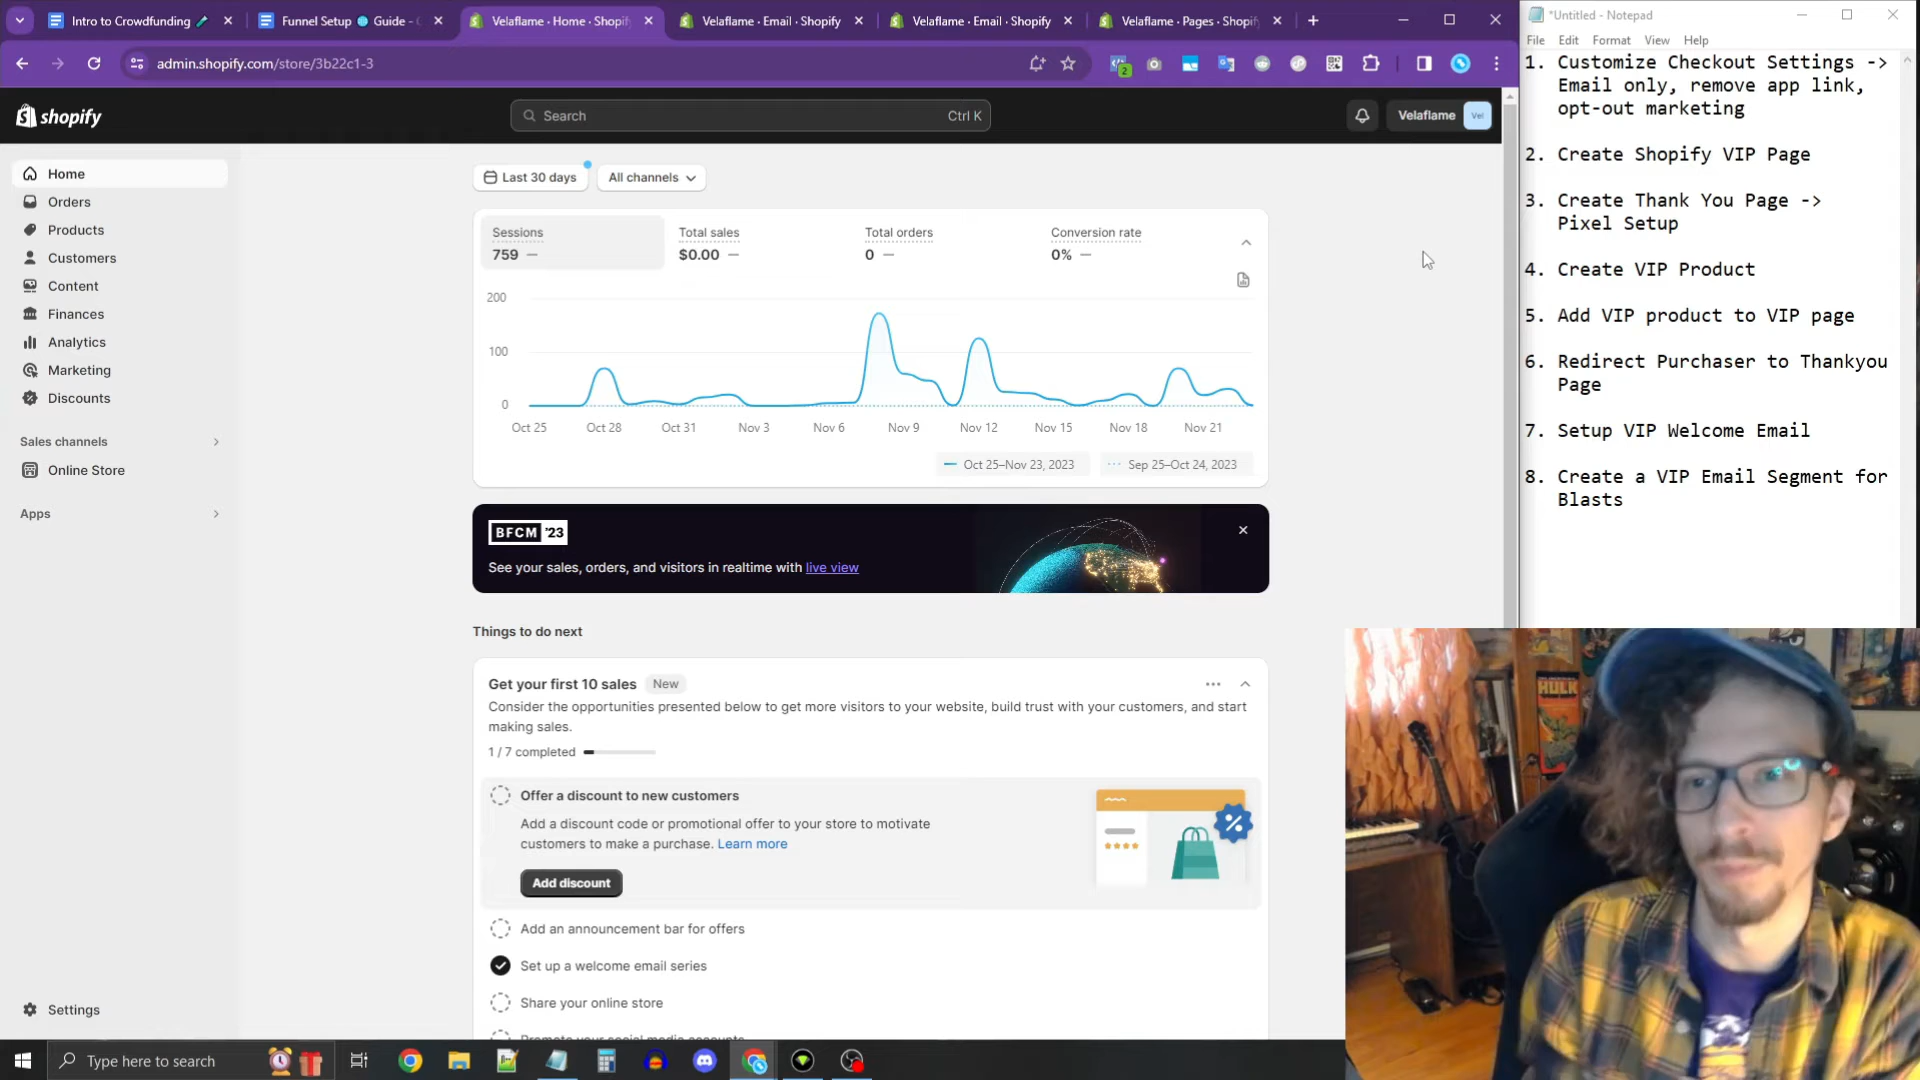 Intro to Crowdfunding
Funnel Setup Guide -
Velaflame · Home · Shopify
Velaflame · Email · Shopify
Velaflame · Email · Shopify
Velaflame · Pages · Shopify
admin.shopify.com/store/3b22c1-3
2
shopify
Search
Ctrl K
Velaflame
Vel
Home
Orders
Products
Customers
Content
Finances
Analytics
Marketing
Discounts
Sales channels
Online Store
Apps
Settings
Last 30 days
All channels
Sessions
759 —
Total sales
$0.00 —
Total orders
0 —
Conversion rate
0% —
200
100
0
Oct 25
Oct 28
Oct 31
Nov 3
Nov 6
Nov 9
Nov 12
Nov 15
Nov 18
Nov 21
Oct 25–Nov 23, 2023
Sep 25–Oct 24, 2023
BFCM '23
See your sales, orders, and visitors in realtime with live view
Things to do next
Get your first 10 sales
New
Consider the opportunities presented below to get more visitors to your website, build trust with your customers, and start
making sales.
1 / 7 completed
Offer a discount to new customers
Add a discount code or promotional offer to your store to motivate
customers to make a purchase. Learn more
Add discount
Add an announcement bar for offers
Set up a welcome email series
Share your online store
Promote your social media accounts
*Untitled - Notepad
File Edit Format View Help
1. Customize Checkout Settings ->
Email only, remove app link,
opt-out marketing
2. Create Shopify VIP Page
3. Create Thank You Page ->
Pixel Setup
4. Create VIP Product
5. Add VIP product to VIP page
6. Redirect Purchaser to Thankyou
Page
7. Setup VIP Welcome Email
8. Create a VIP Email Segment for
Blasts
HULK
Type here to search